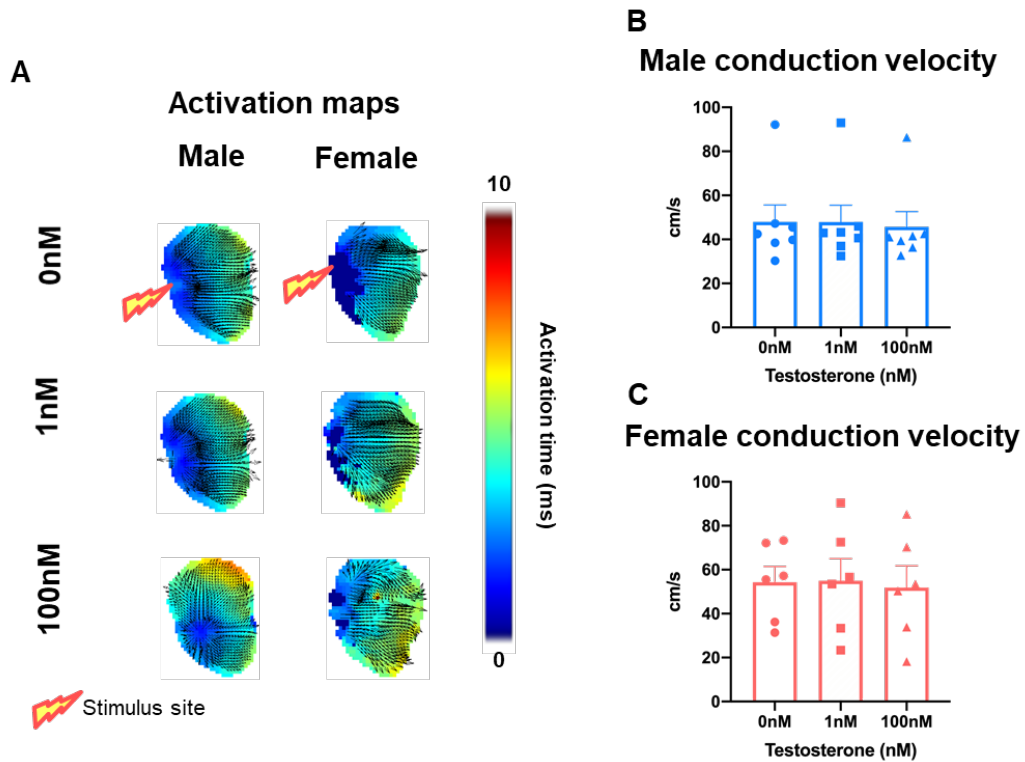 A
Activation maps
Male
Female
0nM
1nM
100nM
10
Activation time (ms)
0
Stimulus site
B
Male conduction velocity
100
80
60
40
20
0
cm/s
0nM 1nM 100nM
Testosterone (nM)
C
Female conduction velocity
100
80
60
40
20
0
cm/s
0nM 1nM 100nM
Testosterone (nM)